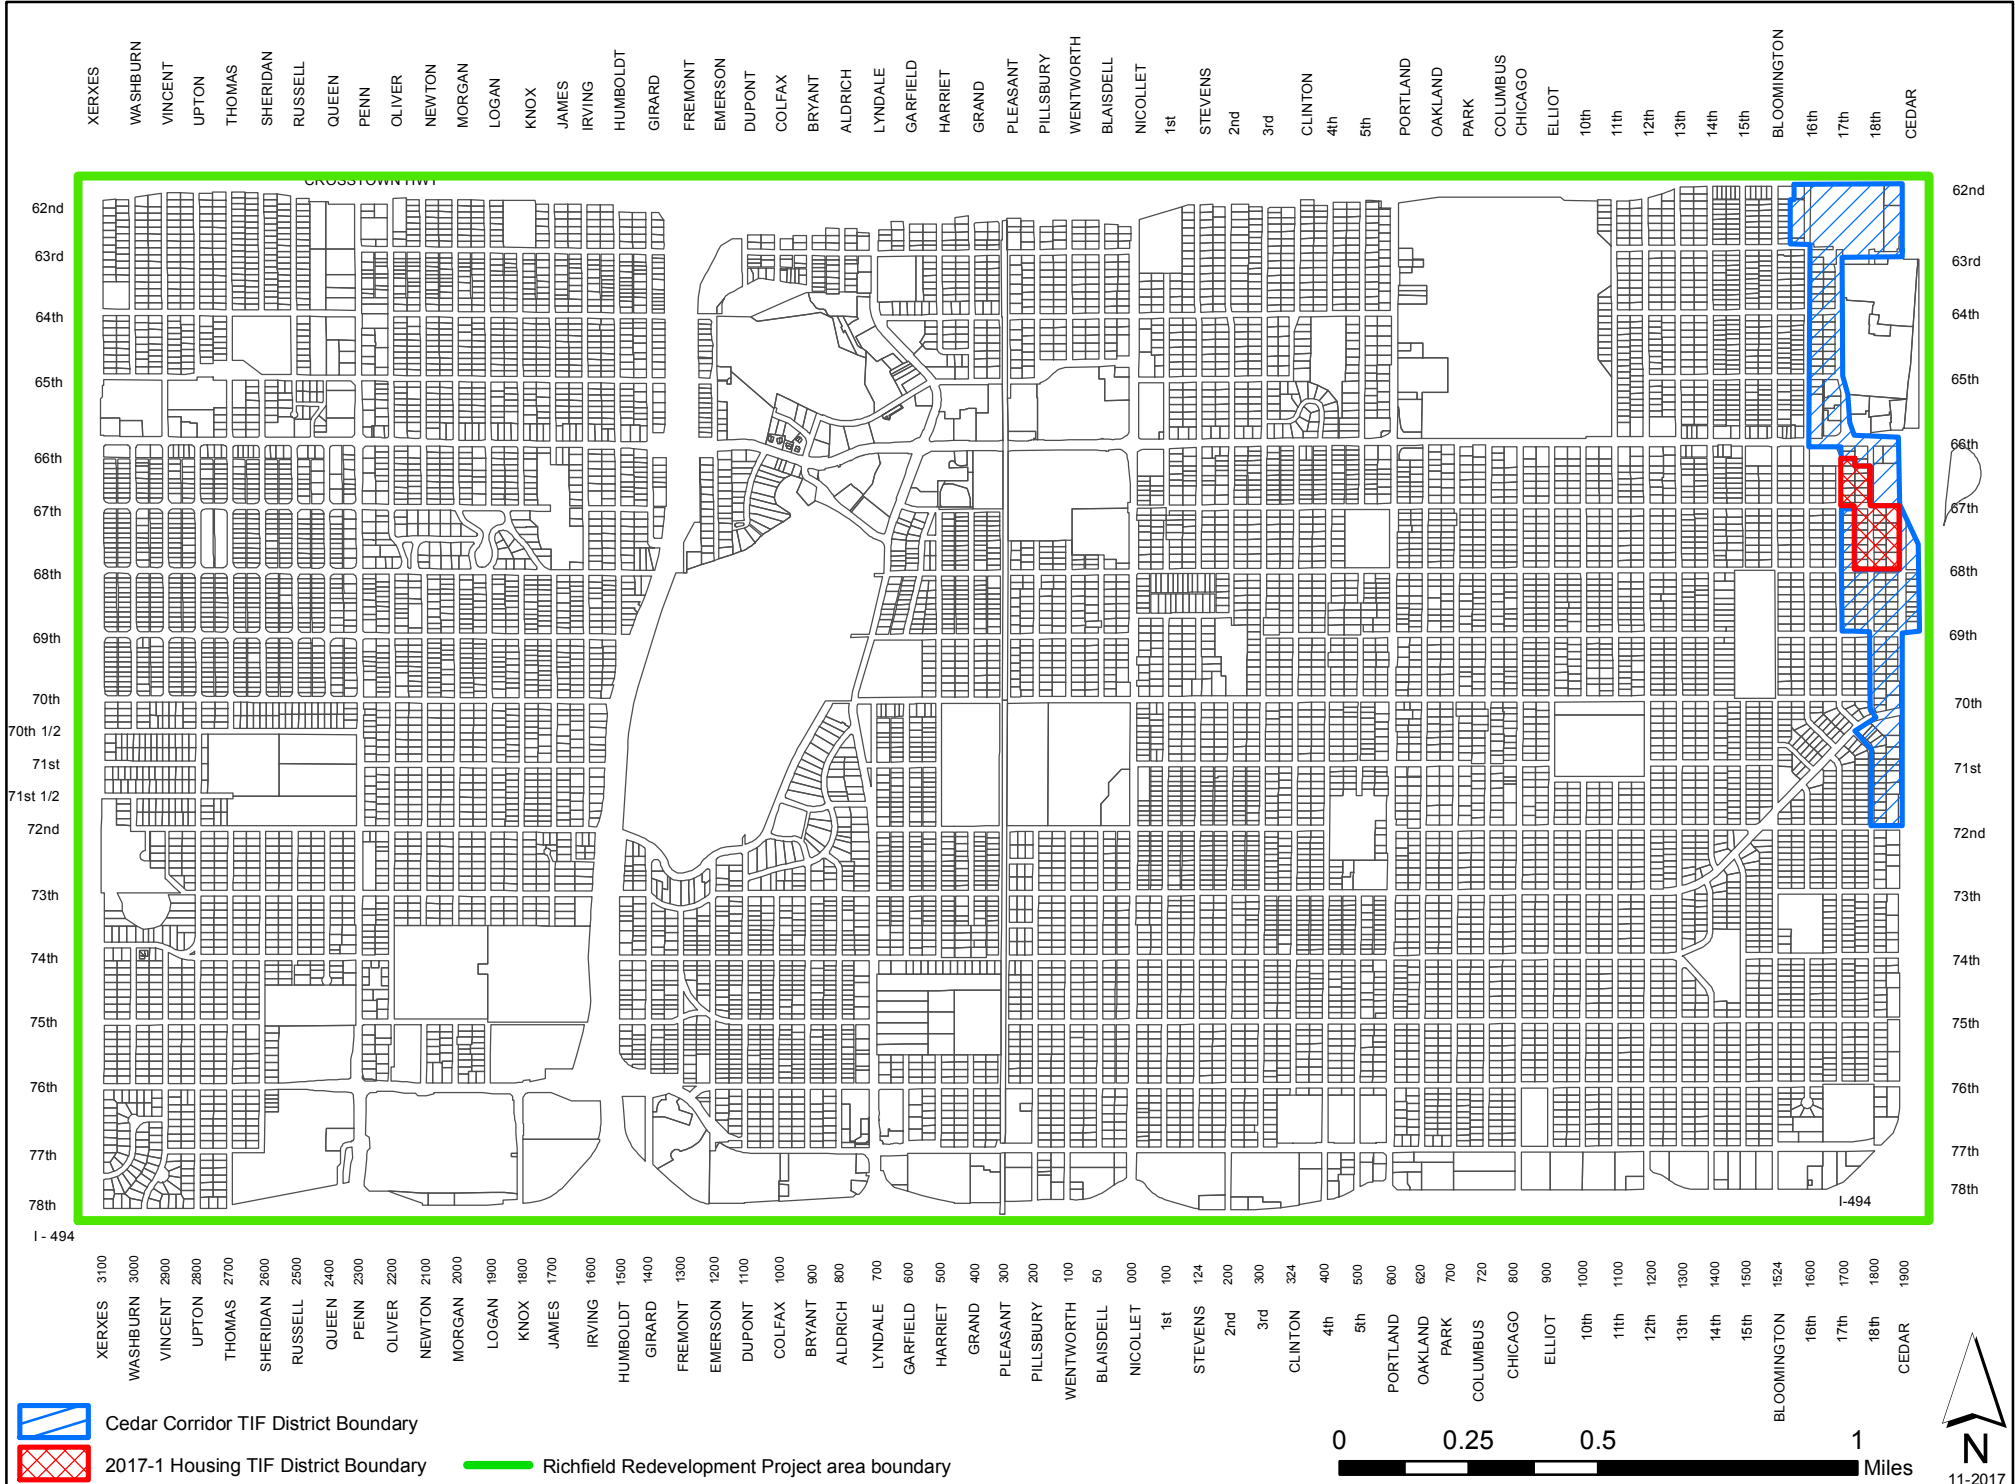 XERXES
WASHBURN
VINCENT
UPTON
THOMAS
SHERIDAN
RUSSELL
QUEEN
PENN
OLIVER
NEWTON
MORGAN
LOGAN
KNOX
JAMES
IRVING
HUMBOLDT
GIRARD
FREMONT
EMERSON
DUPONT
COLFAX
BRYANT
ALDRICH
LYNDALE
GARFIELD
HARRIET
GRAND
PLEASANT
PILLSBURY
WENTWORTH
BLAISDELL
NICOLLET
1st
STEVENS
2nd
3rd
CLINTON
4th
5th
PORTLAND
OAKLAND
PARK
COLUMBUS
CHICAGO
ELLIOT
10th
11th
12th
13th
14th
15th
BLOOMINGTON
16th
17th
18th
CEDAR
CROSSTOWN HWY
62nd
63rd
64th
65th
66th
67th
68th
69th
70th
70th 1/2
71st
71st 1/2
72nd
73rd
74th
75th
76th
77th
78th
I - 494
62nd
63rd
64th
65th
66th
67th
68th
69th
70th
71st
72nd
73rd
74th
75th
76th
77th
78th
I-494
3100
3000
2900
2800
2700
2600
2500
2400
2300
2200
2100
2000
1900
1800
1700
1600
1500
1400
1300
1200
1100
1000
900
800
700
600
500
400
300
200
100
50
000
100
124
200
300
324
400
500
600
620
700
720
800
900
1000
1100
1200
1300
1400
1500
1524
1600
1700
1800
1900
XERXES
WASHBURN
VINCENT
UPTON
THOMAS
SHERIDAN
RUSSELL
QUEEN
PENN
OLIVER
NEWTON
MORGAN
LOGAN
KNOX
JAMES
IRVING
HUMBOLDT
GIRARD
FREMONT
EMERSON
DUPONT
COLFAX
BRYANT
ALDRICH
LYNDALE
GARFIELD
HARRIET
GRAND
PLEASANT
PILLSBURY
WENTWORTH
BLAISDELL
NICOLLET
1st
STEVENS
2nd
3rd
CLINTON
4th
5th
PORTLAND
OAKLAND
PARK
COLUMBUS
CHICAGO
ELLIOT
10th
11th
12th
13th
14th
15th
BLOOMINGTON
16th
17th
18th
CEDAR
Cedar Corridor TIF District Boundary
2017-1 Housing TIF District Boundary
Richfield Redevelopment Project area boundary
0 0.25 0.5 1
Miles
N
11-2017